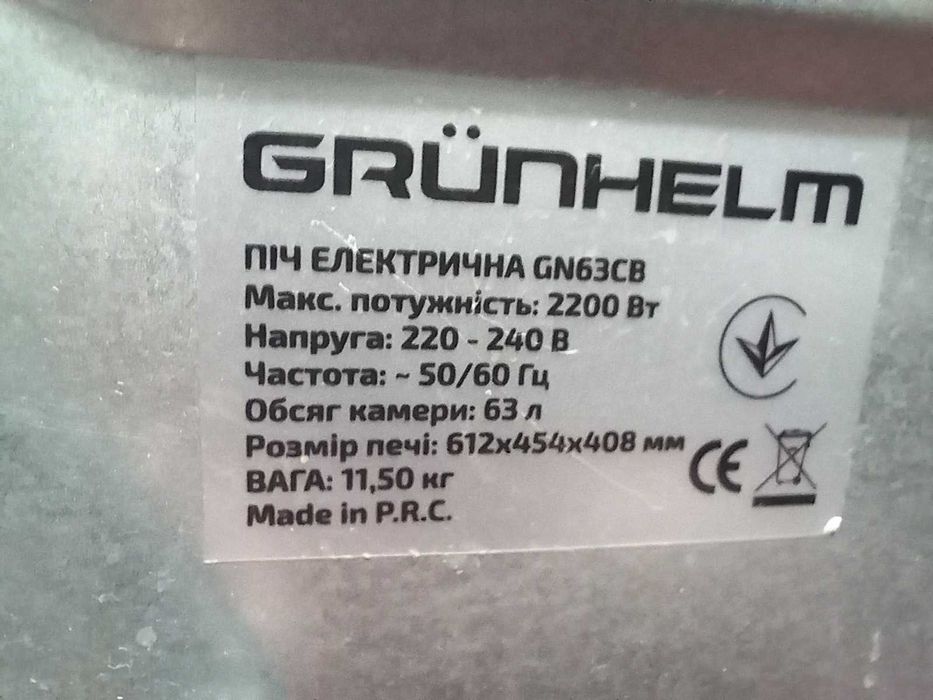 GRÜNHELM
ПІЧ ЕЛЕКТРИЧНА GN63CB
Макс. потужність: 2200 Вт
Напруга: 220 - 240 В
Частота: ~ 50/60 Гц
Обсяг камери: 63 л
Розмір печі: 612x454x408 мм
ВАГА: 11,50 кг
Made in P.R.C.
CE